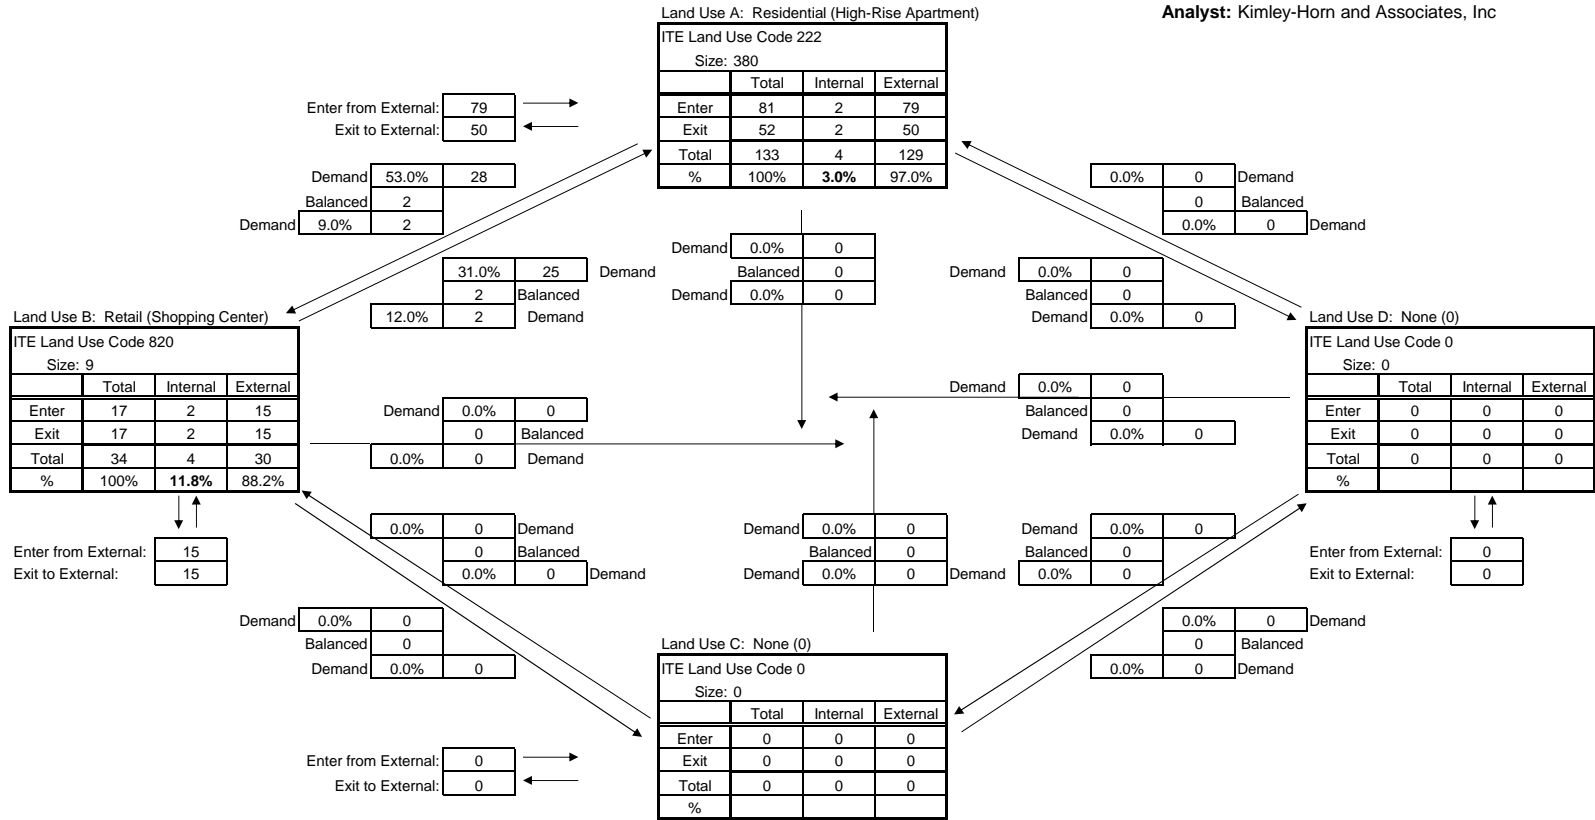 Analyst: Kimley-Horn and Associates, Inc
Land Use A: Residential (High-Rise Apartment)
ITE Land Use Code 222
Size: 380
Total Internal External
Enter 81 2 79
Exit 52 2 50
Total 133 4 129
% 100% 3.0% 97.0%
Enter from External: 79
Exit to External: 50
Demand 53.0% 28
Balanced 2
Demand 9.0% 2
31.0% 25 Demand
2 Balanced
12.0% 2 Demand
Demand 0.0% 0
Balanced 0
Demand 0.0% 0
0.0% 0 Demand
0 Balanced
0.0% 0 Demand
Demand 0.0% 0
Balanced 0
Demand 0.0% 0
Land Use B: Retail (Shopping Center)
ITE Land Use Code 820
Size: 9
Total Internal External
Enter 17 2 15
Exit 17 2 15
Total 34 4 30
% 100% 11.8% 88.2%
Enter from External: 15
Exit to External: 15
Demand 0.0% 0
0 Balanced
0.0% 0 Demand
Demand 0.0% 0
Balanced 0
Demand 0.0% 0
Land Use D: None (0)
ITE Land Use Code 0
Size: 0
Total Internal External
Enter 0 0 0
Exit 0 0 0
Total 0 0 0
%
Enter from External: 0
Exit to External: 0
0.0% 0 Demand
0 Balanced
0.0% 0 Demand
Demand 0.0% 0
Balanced 0
Demand 0.0% 0 Demand
Demand 0.0% 0
Balanced 0
0.0% 0
Demand 0.0% 0
Balanced 0
Demand 0.0% 0
0.0% 0 Demand
0 Balanced
0.0% 0 Demand
Land Use C: None (0)
ITE Land Use Code 0
Size: 0
Total Internal External
Enter 0 0 0
Exit 0 0 0
Total 0 0 0
%
Enter from External: 0
Exit to External: 0